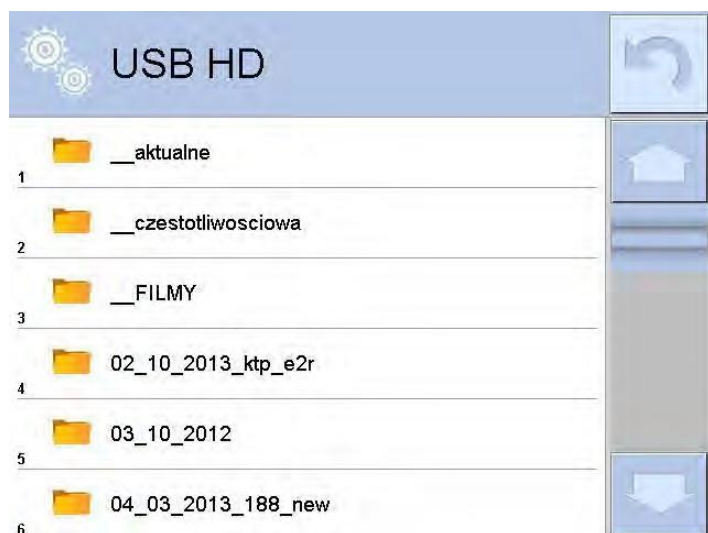 USB HD
__aktualne
1
__czestotliwosciowa
2
__FILMY
3
02_10_2013_ktp_e2r
4
03_10_2012
5
04_03_2013_188_new
6